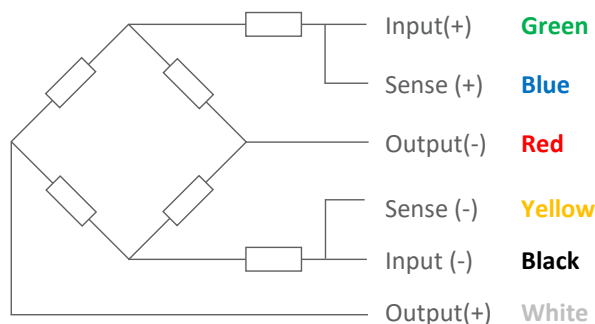 Input(+) Green
Sense (+) Blue
Output(-) Red
Sense (-) Yellow
Input (-) Black
Output(+) White